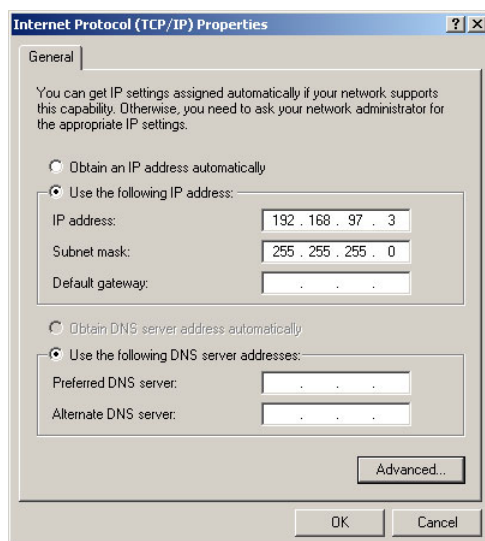 Internet Protocol (TCP/IP) Properties
General
You can get IP settings assigned automatically if your network supports
this capability. Otherwise, you need to ask your network administrator for
the appropriate IP settings.
Obtain an IP address automatically
Use the following IP address:
IP address: 192 . 168 . 97 . 3
Subnet mask: 255 . 255 . 255 . 0
Default gateway: . . .
Obtain DNS server address automatically
Use the following DNS server addresses:
Preferred DNS server: . . .
Alternate DNS server: . . .
Advanced...
OK Cancel